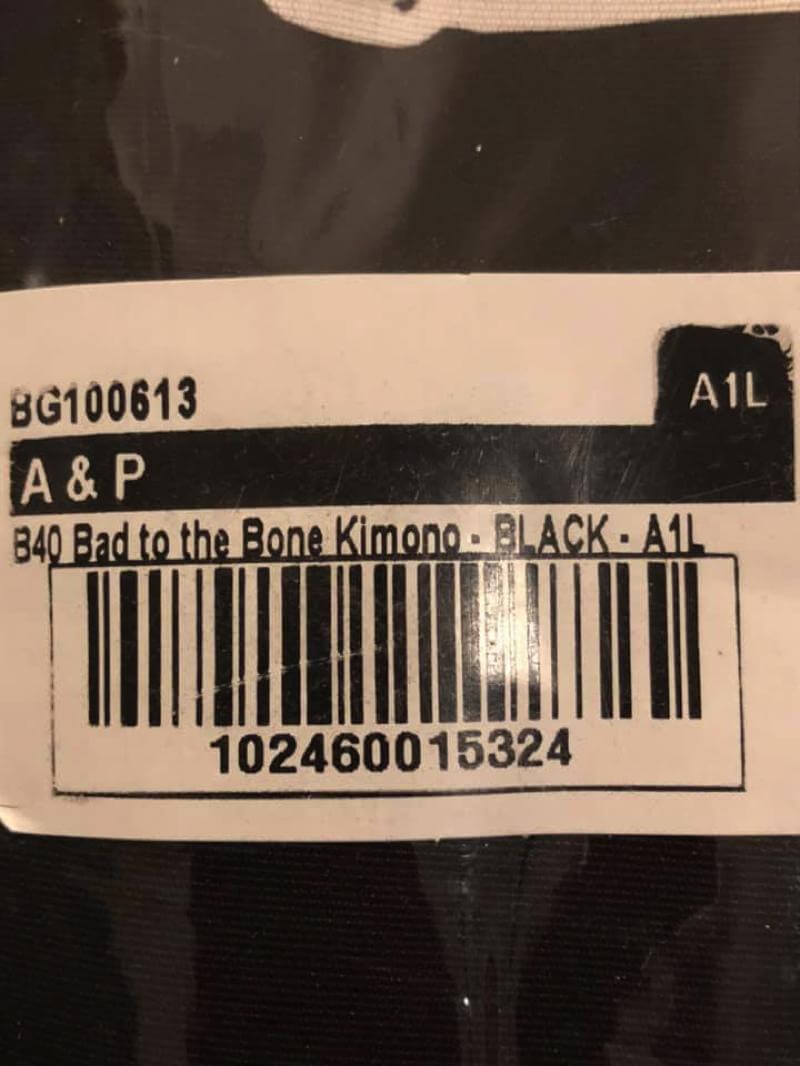 BG100613
A1L
A & P
B40 Bad to the Bone Kimono - BLACK - A1L
102460015324